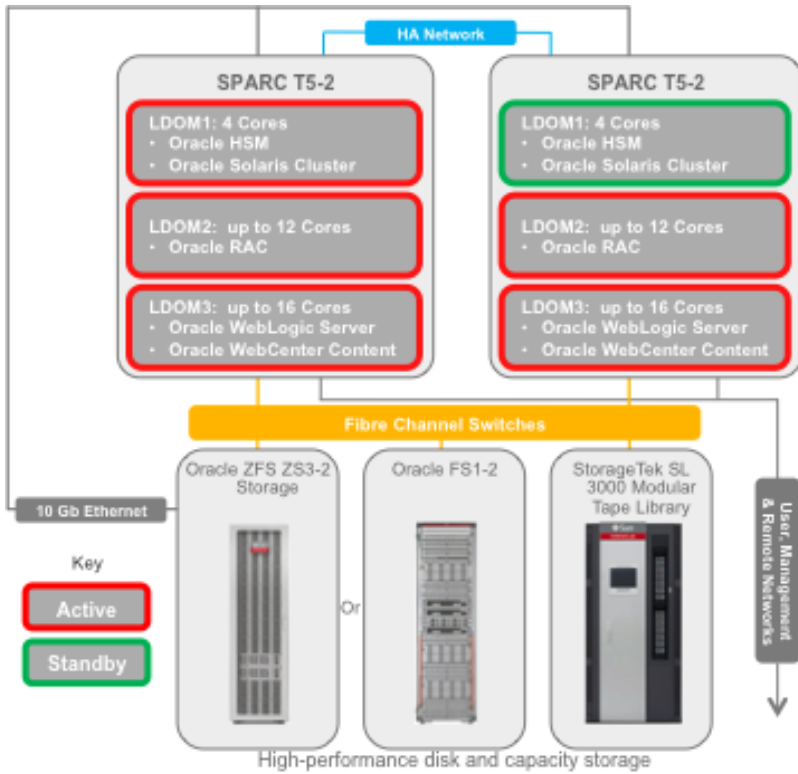 HA Network
SPARC T5-2
LDOM1: 4 Cores
• Oracle HSM
• Oracle Solaris Cluster
LDOM2: up to 12 Cores
• Oracle RAC
LDOM3: up to 16 Cores
• Oracle WebLogic Server
• Oracle WebCenter Content
SPARC T5-2
LDOM1: 4 Cores
• Oracle HSM
• Oracle Solaris Cluster
LDOM2: up to 12 Cores
• Oracle RAC
LDOM3: up to 16 Cores
• Oracle WebLogic Server
• Oracle WebCenter Content
Fibre Channel Switches
Oracle ZFS ZS3-2
Storage
Oracle FS1-2
StorageTek SL
3000 Modular
Tape Library
10 Gb Ethernet
User, Management
& Remote Networks
Key
Active
Standby
Or
High-performance disk and capacity storage